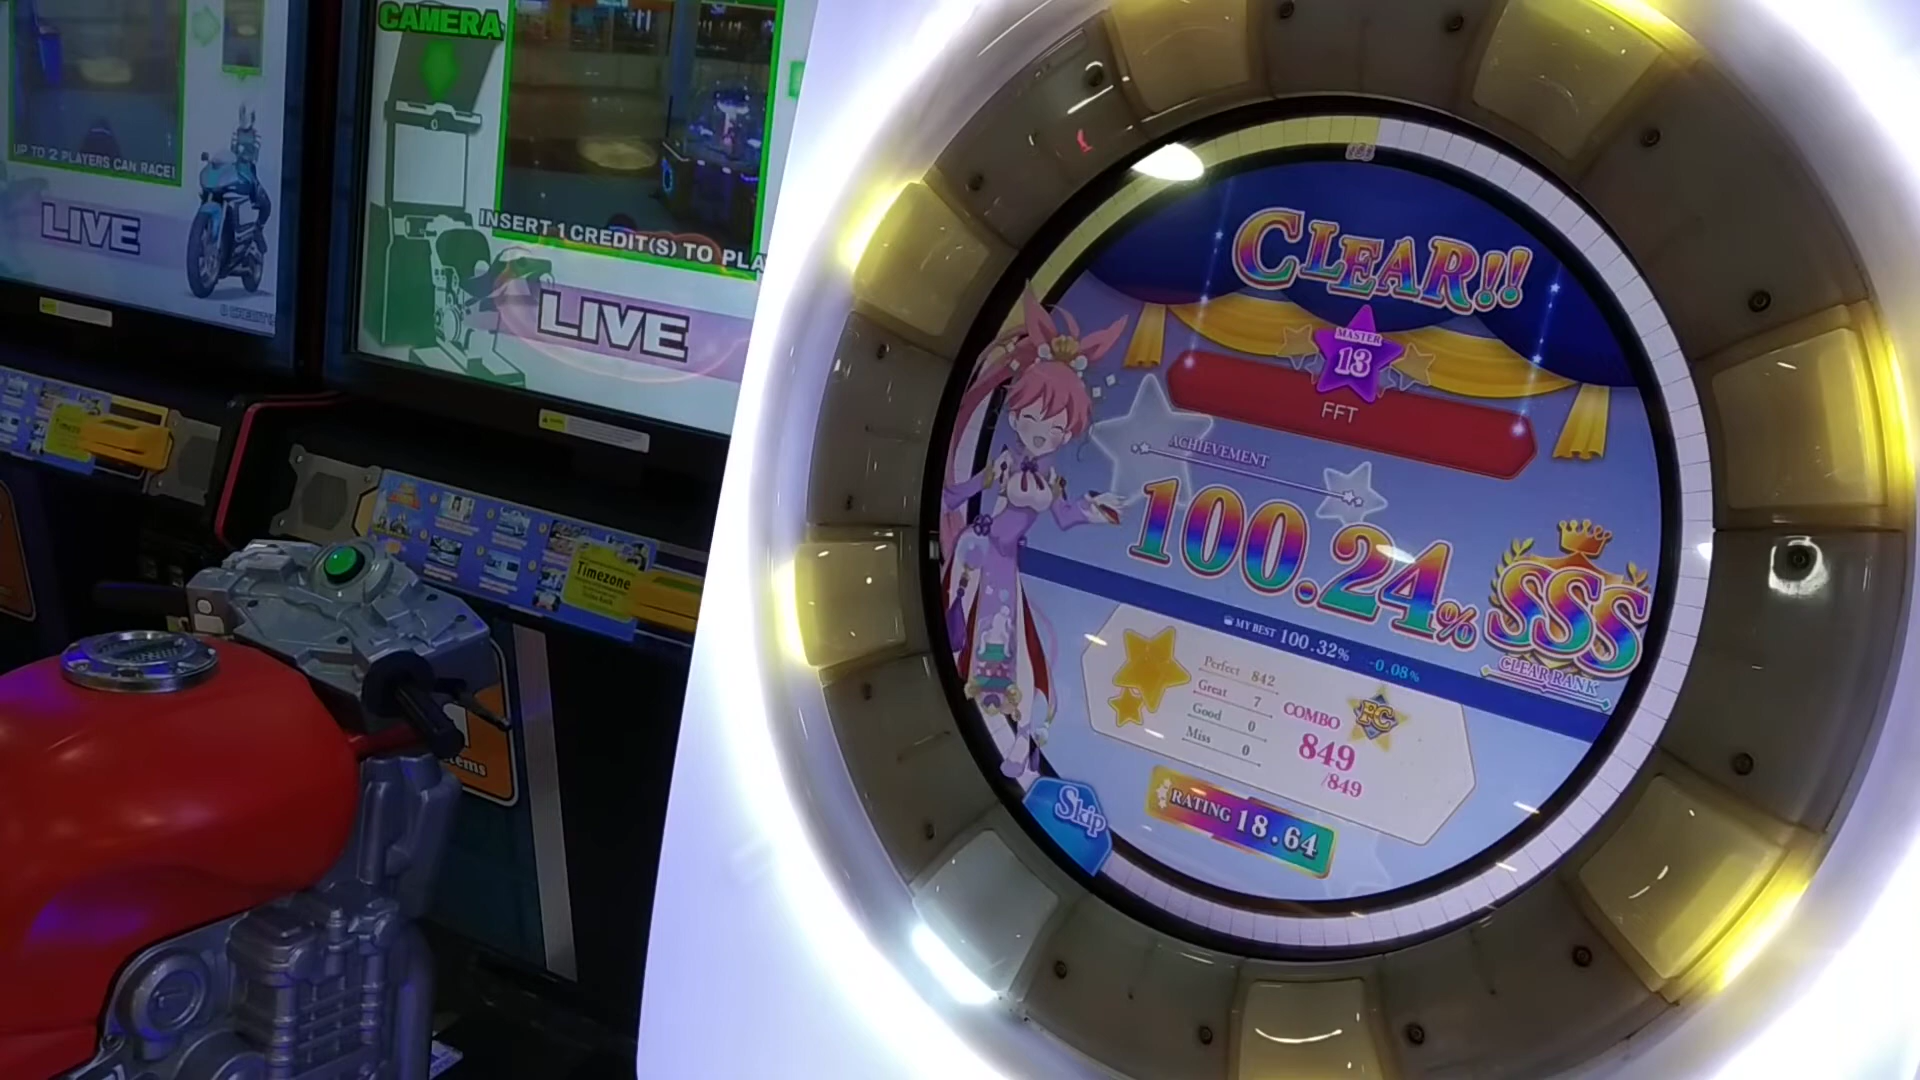 UP TO 2 PLAYERS CAN RACE!
LIVE
CAMERA
INSERT 1 CREDIT(S) TO PLA
LIVE
Timezone
CLEAR!!
MASTER
13
FFT
ACHIEVEMENT
100.24%
SSS
CLEAR RANK
MY BEST 100.32% -0.08%
Perfect 842
Great 7
Good 0
Miss 0
COMBO
FC
849
/849
Skip
RATING 18.64